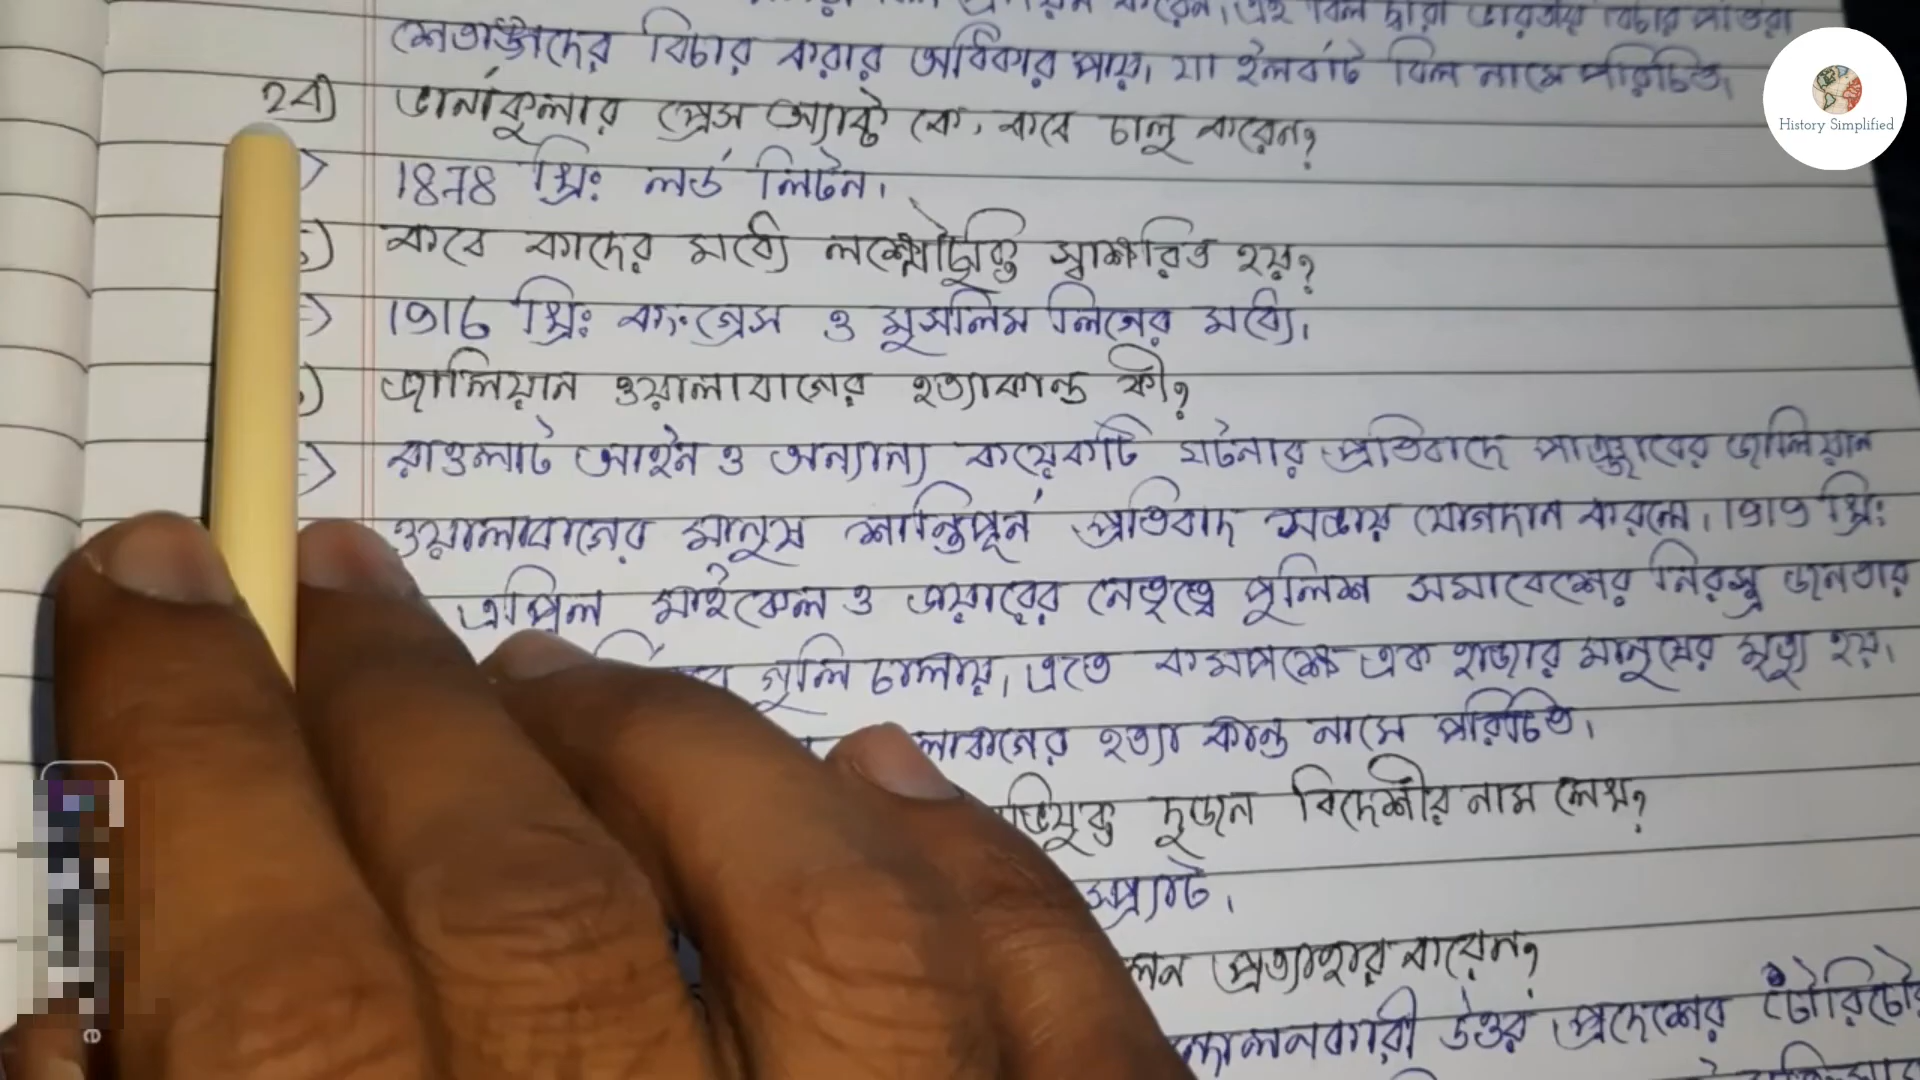 শ্বেতাঙ্গদের বিচার করার অধিকার পায়, যা ইলবার্ট বিল নামে পরিচিত,
History Simplified
ভার্নাকুলার প্রেস অ্যাক্ট কে, কবে চালু করেন?
1878 খ্রিঃ লর্ড লিটন।
কবে কাদের মধ্যে লক্ষ্ণৌচুক্তি স্বাক্ষরিত হয়?
1916 খ্রিঃ কংগ্রেস ও মুসলিম লিগের মধ্যে।
জালিয়ান ওয়ালাবাগের হত্যাকান্ড কী?
রাওলাট আইন ও অন্যান্য কয়েকটি ঘটনার প্রতিবাদে পাঞ্জাবের জালিয়ান
ওয়ালাবাগের মানুষ শান্তিপূর্ন প্রতিবাদ সভায় যোগদান করলে, 1919 খ্রিঃ
এপ্রিল মাইকেল ও ডায়ারের নেতৃত্বে পুলিশ সমাবেশের নিরস্ত্র জনতার
গুলি চালায়, এতে কমপক্ষে এক হাজার মানুষের মৃত্যু হয়।
হত্যা কান্ড নামে পরিচিত।
দুজন বিদেশীর নাম লেখ?
স্প্র্যাট।
প্রত্যাহার করেন?
উত্তর প্রদেশের